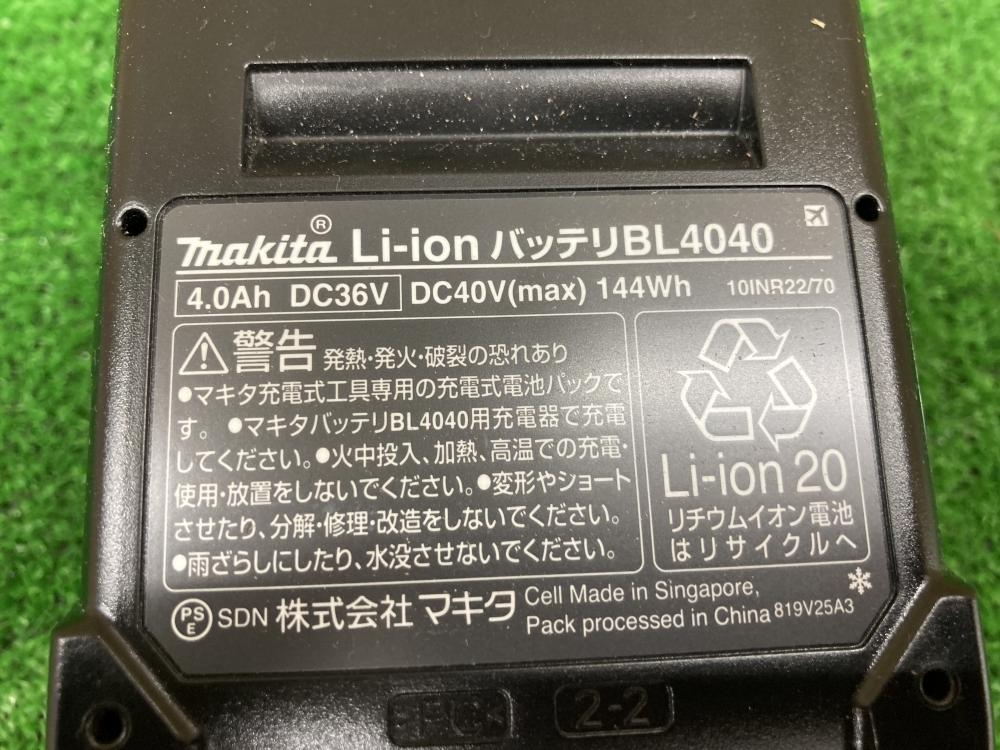 makita® Li-ion バッテリBL4040
4.0Ah DC36V DC40V(max) 144Wh 10INR22/70
警告 発熱・発火・破裂の恐れあり
●マキタ充電式工具専用の充電式電池パックで
す。●マキタバッテリBL4040用充電器で充電
してください。●火中投入、加熱、高温での充電・
使用・放置をしないでください。●変形やショート
させたり、分解・修理・改造をしないでください。
●雨ざらしにしたり、水没させないでください。
Li-ion 20
リチウムイオン電池
はリサイクルへ
PS
E
SDN 株式会社 マキタ
Cell Made in Singapore,
Pack processed in China 819V25A3
2-2